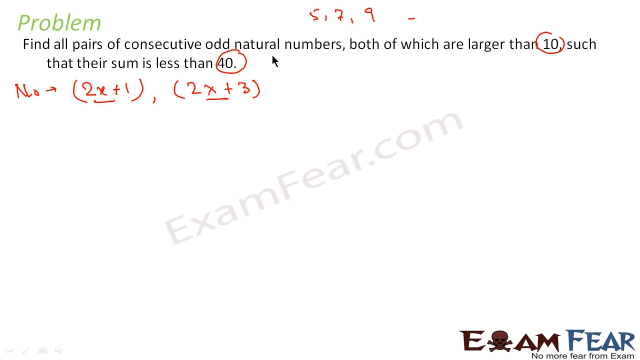 5, 7, 9 -
Problem
Find all pairs of consecutive odd natural numbers, both of which are larger than 10, such
that their sum is less than 40.
No → (2x+1), (2x+3)
ExamFear.com
EXAM FEAR
No more fear from Exam